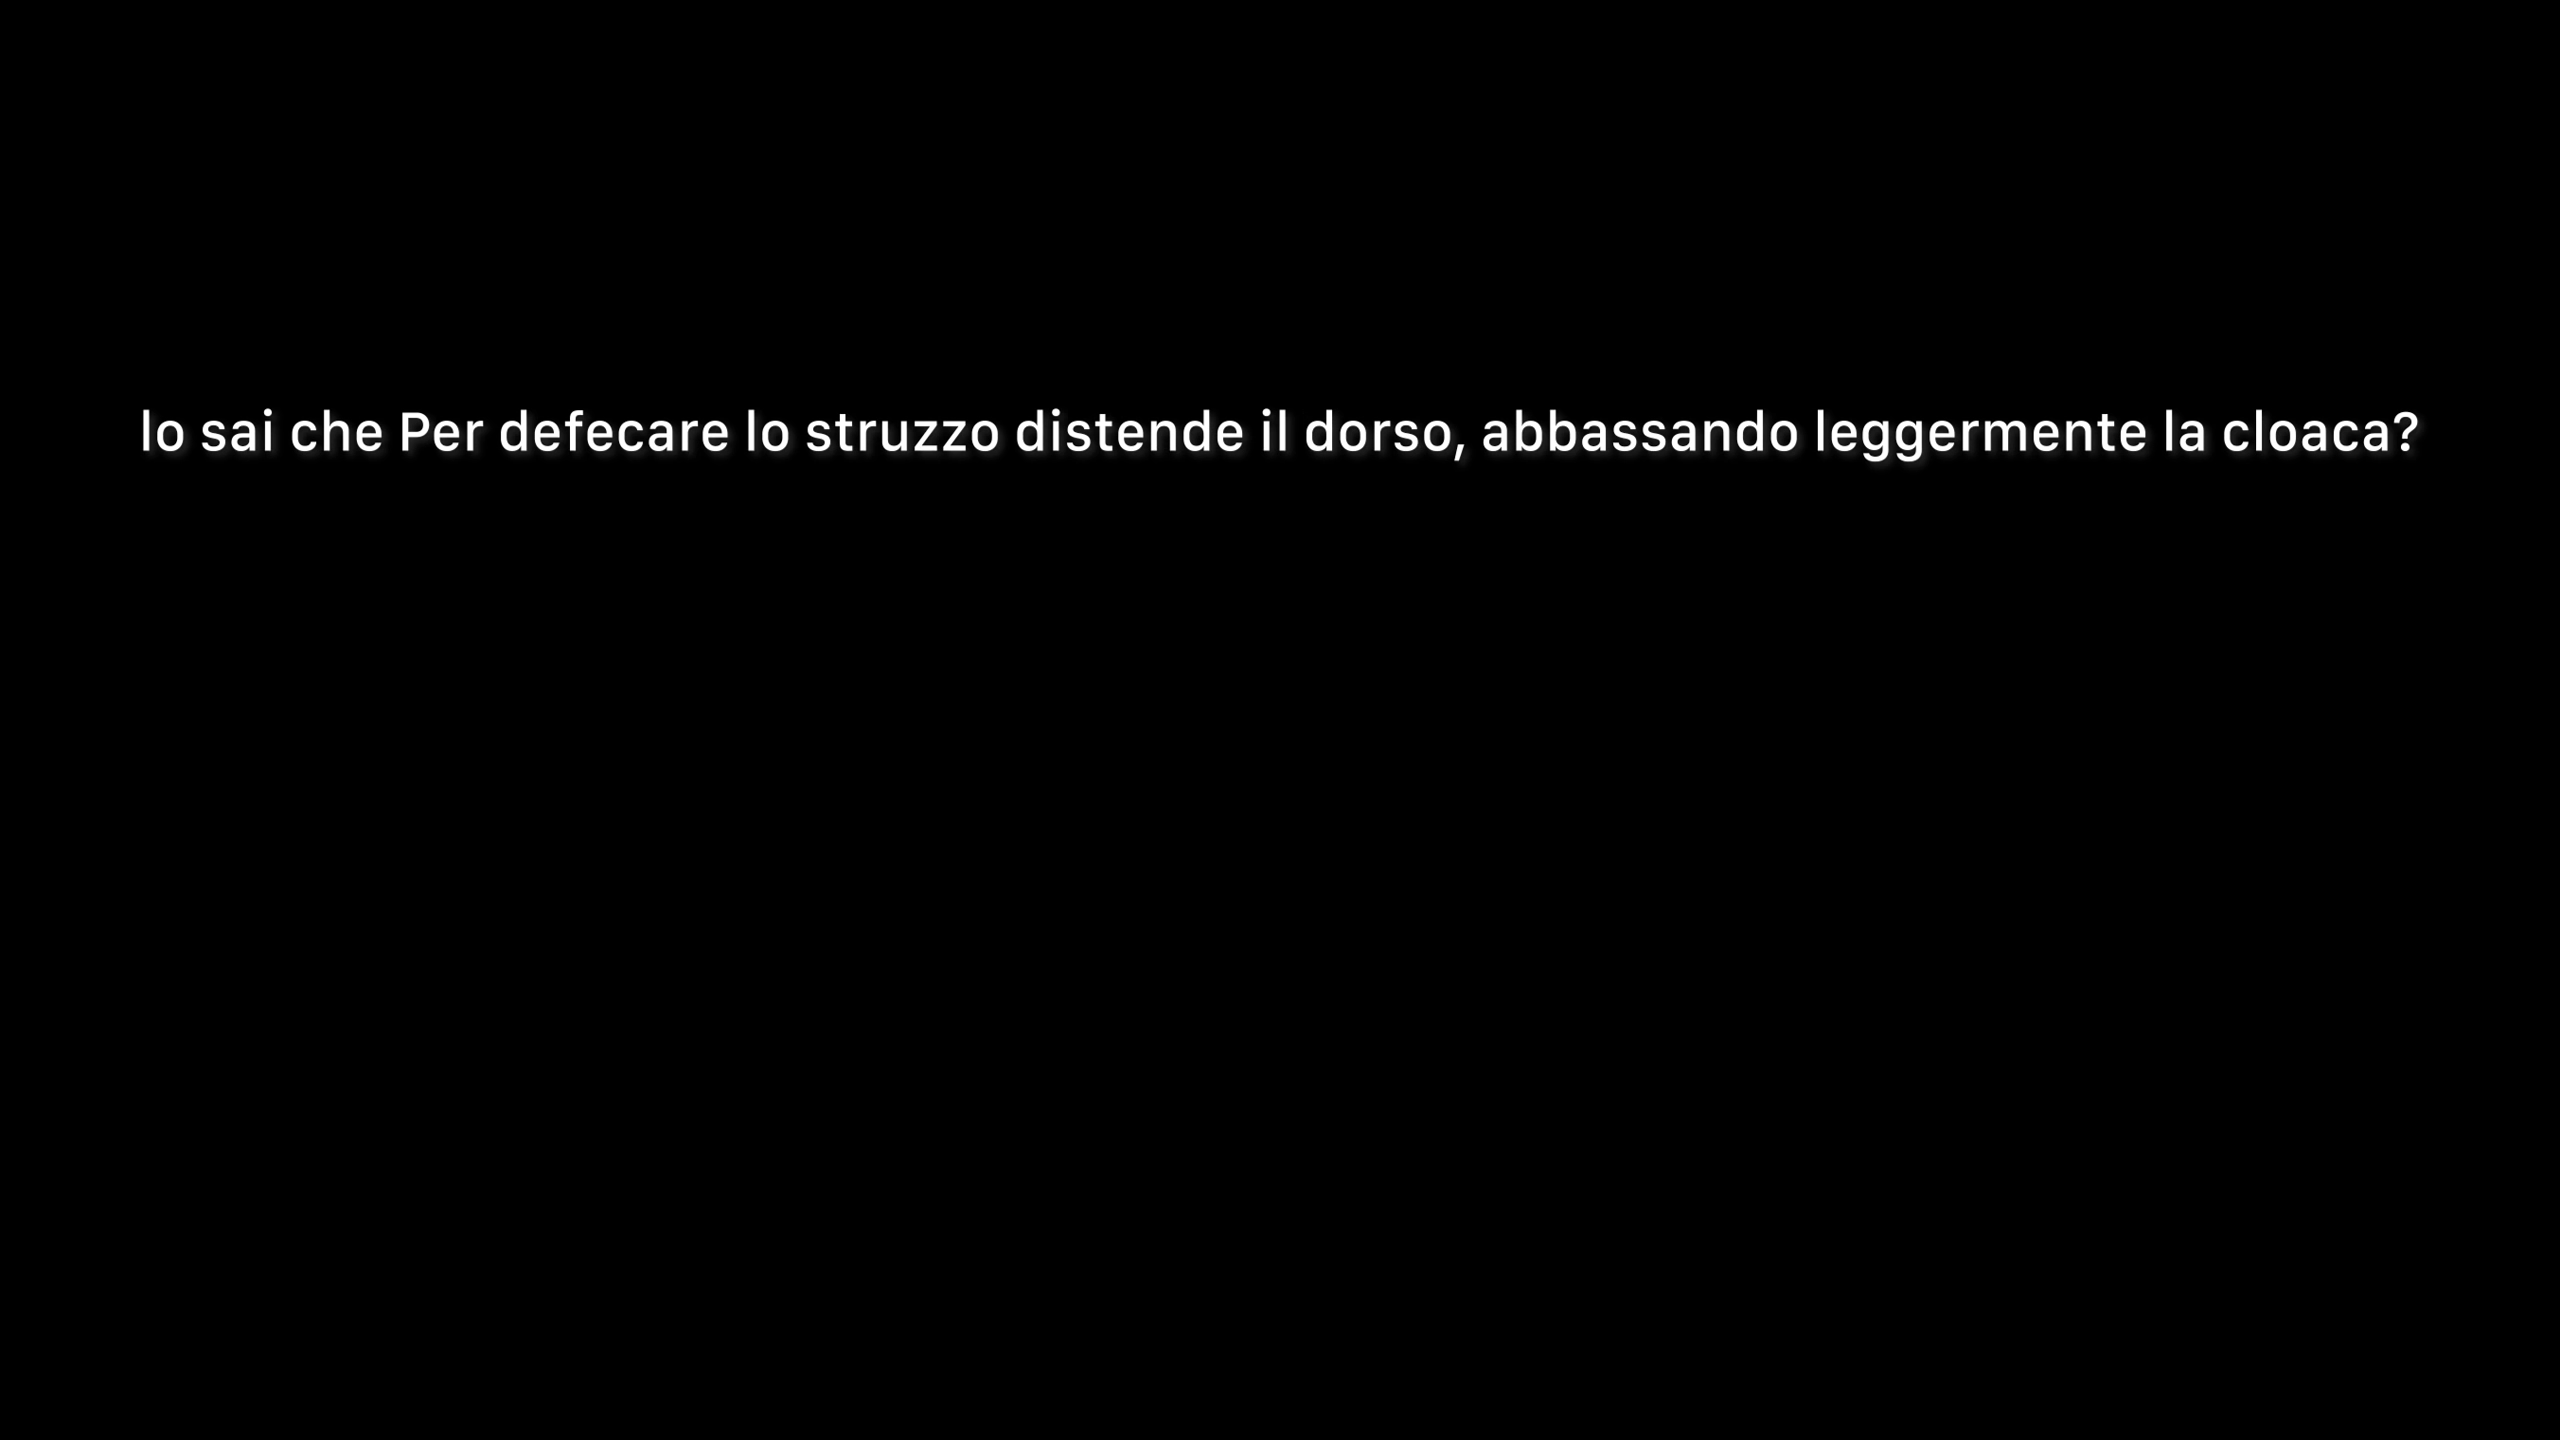 lo sai che Per defecare lo struzzo distende il dorso, abbassando leggermente la cloaca?